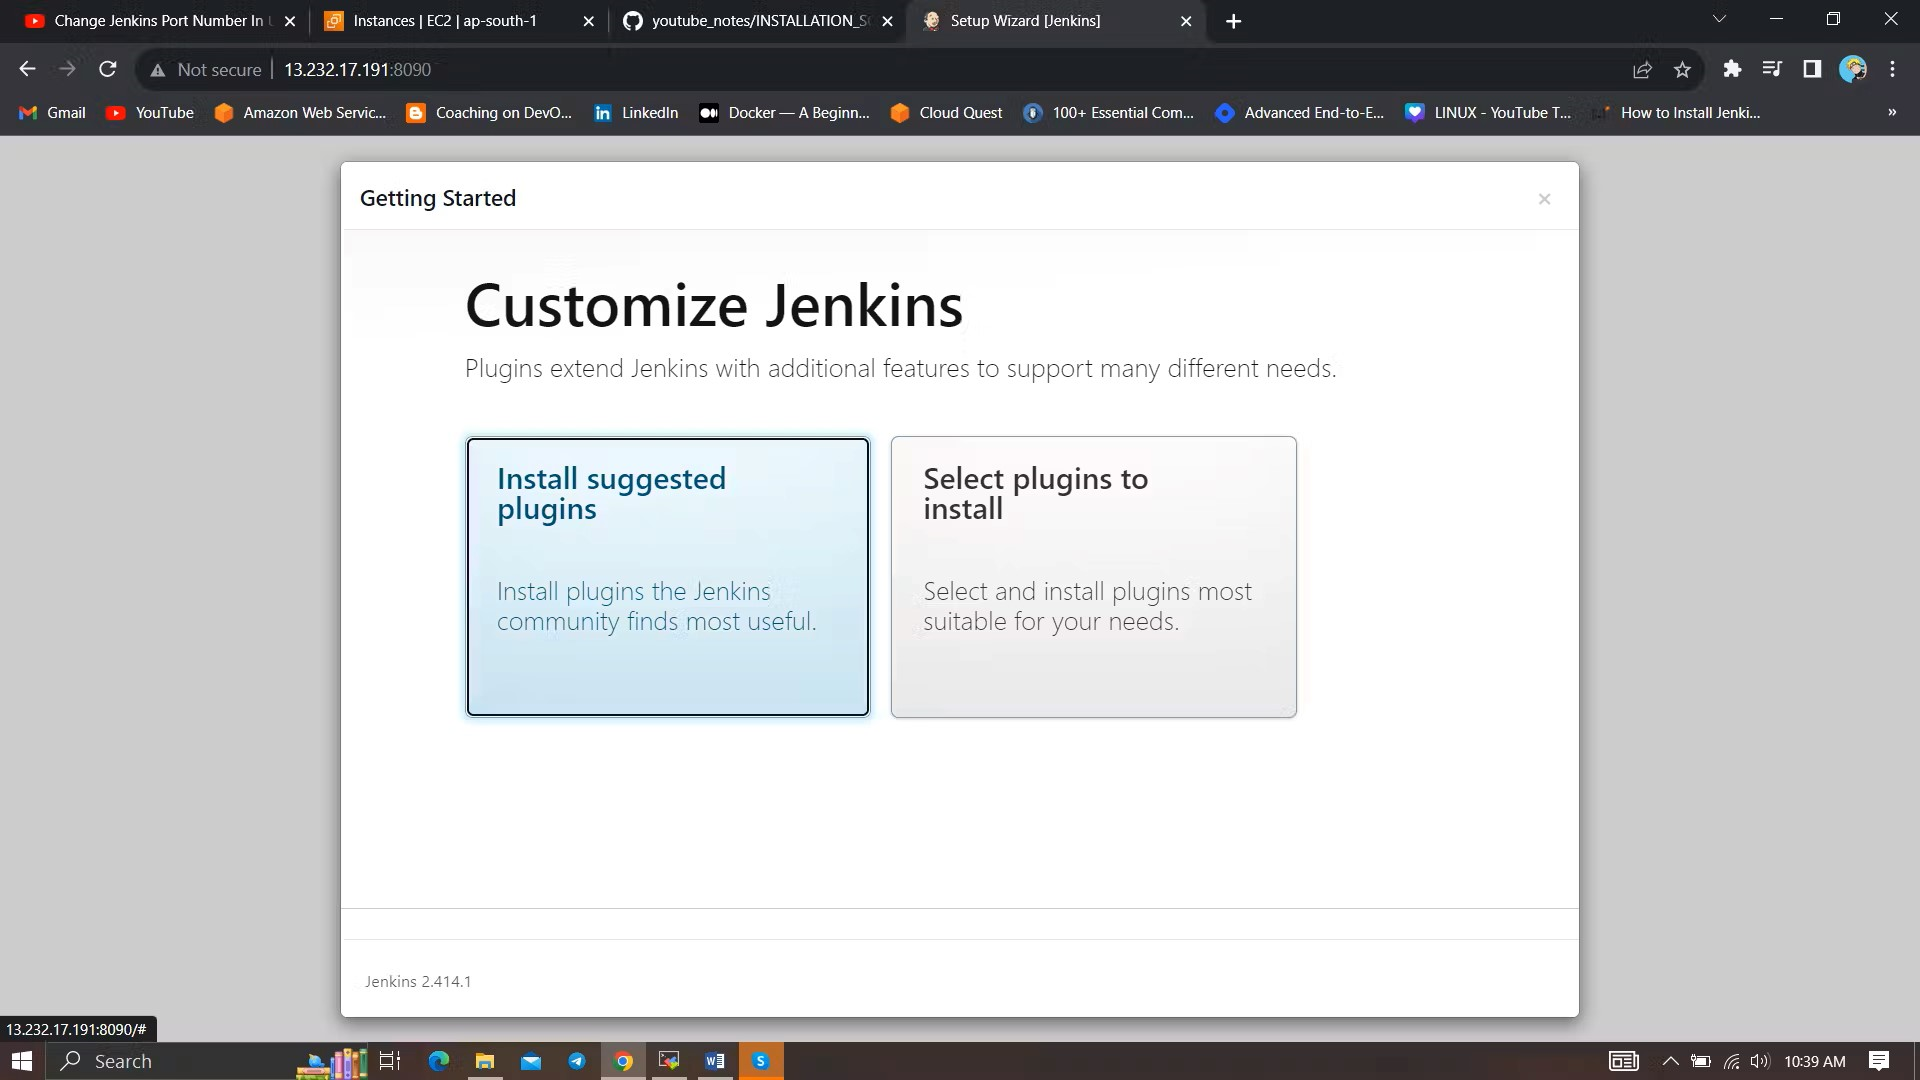 Change Jenkins Port Number In
Instances | EC2 | ap-south-1
youtube_notes/INSTALLATION_S
Setup Wizard [Jenkins]
Not secure
13.232.17.191:8090
Gmail
YouTube
Amazon Web Servic...
Coaching on DevO...
LinkedIn
Docker — A Beginn...
Cloud Quest
100+ Essential Com...
Advanced End-to-E...
LINUX - YouTube T...
How to Install Jenki...
»
Getting Started
Customize Jenkins
Plugins extend Jenkins with additional features to support many different needs.
Install suggested
plugins
Install plugins the Jenkins
community finds most useful.
Select plugins to
install
Select and install plugins most
suitable for your needs.
Jenkins 2.414.1
13.232.17.191:8090/#
Search
10:39 AM